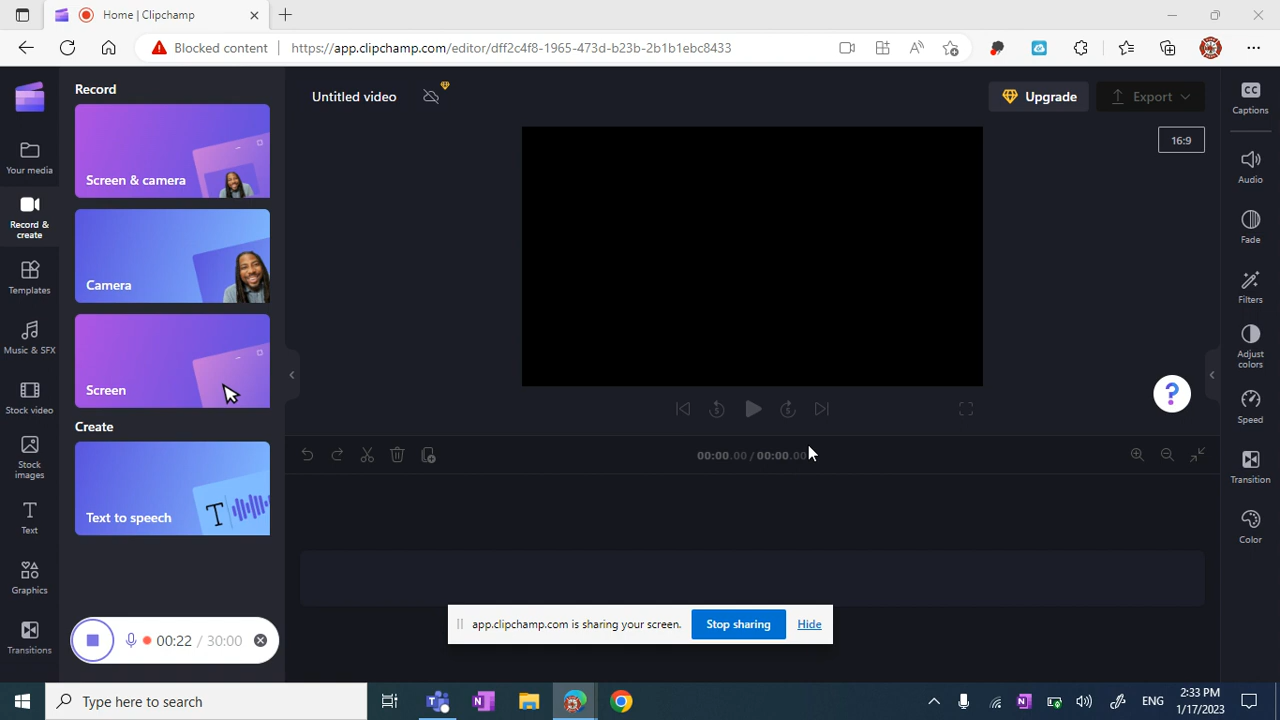 Home | Clipchamp
Blocked content
https://app.clipchamp.com/editor/dff2c4f8-1965-473d-b23b-2b1b1ebc8433
Your media
Record &
create
Templates
Music & SFX
Stock video
Stock
images
Text
Graphics
Transitions
Record
Screen & camera
Camera
Screen
Create
T
Text to speech
00:22 / 30:00
Untitled video
Upgrade
Export
16:9
5
5
?
00:00.00 / 00:00.00
CC
Captions
Audio
Fade
Filters
Adjust
colors
Speed
Transition
Color
app.clipchamp.com is sharing your screen.
Stop sharing
Hide
Type here to search
ENG
2:33 PM
1/17/2023